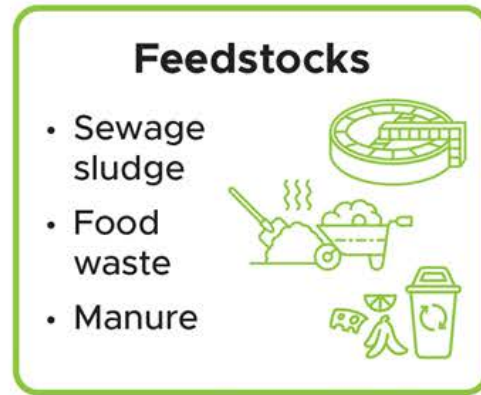 Feedstocks
• Sewage
sludge
• Food
waste
• Manure